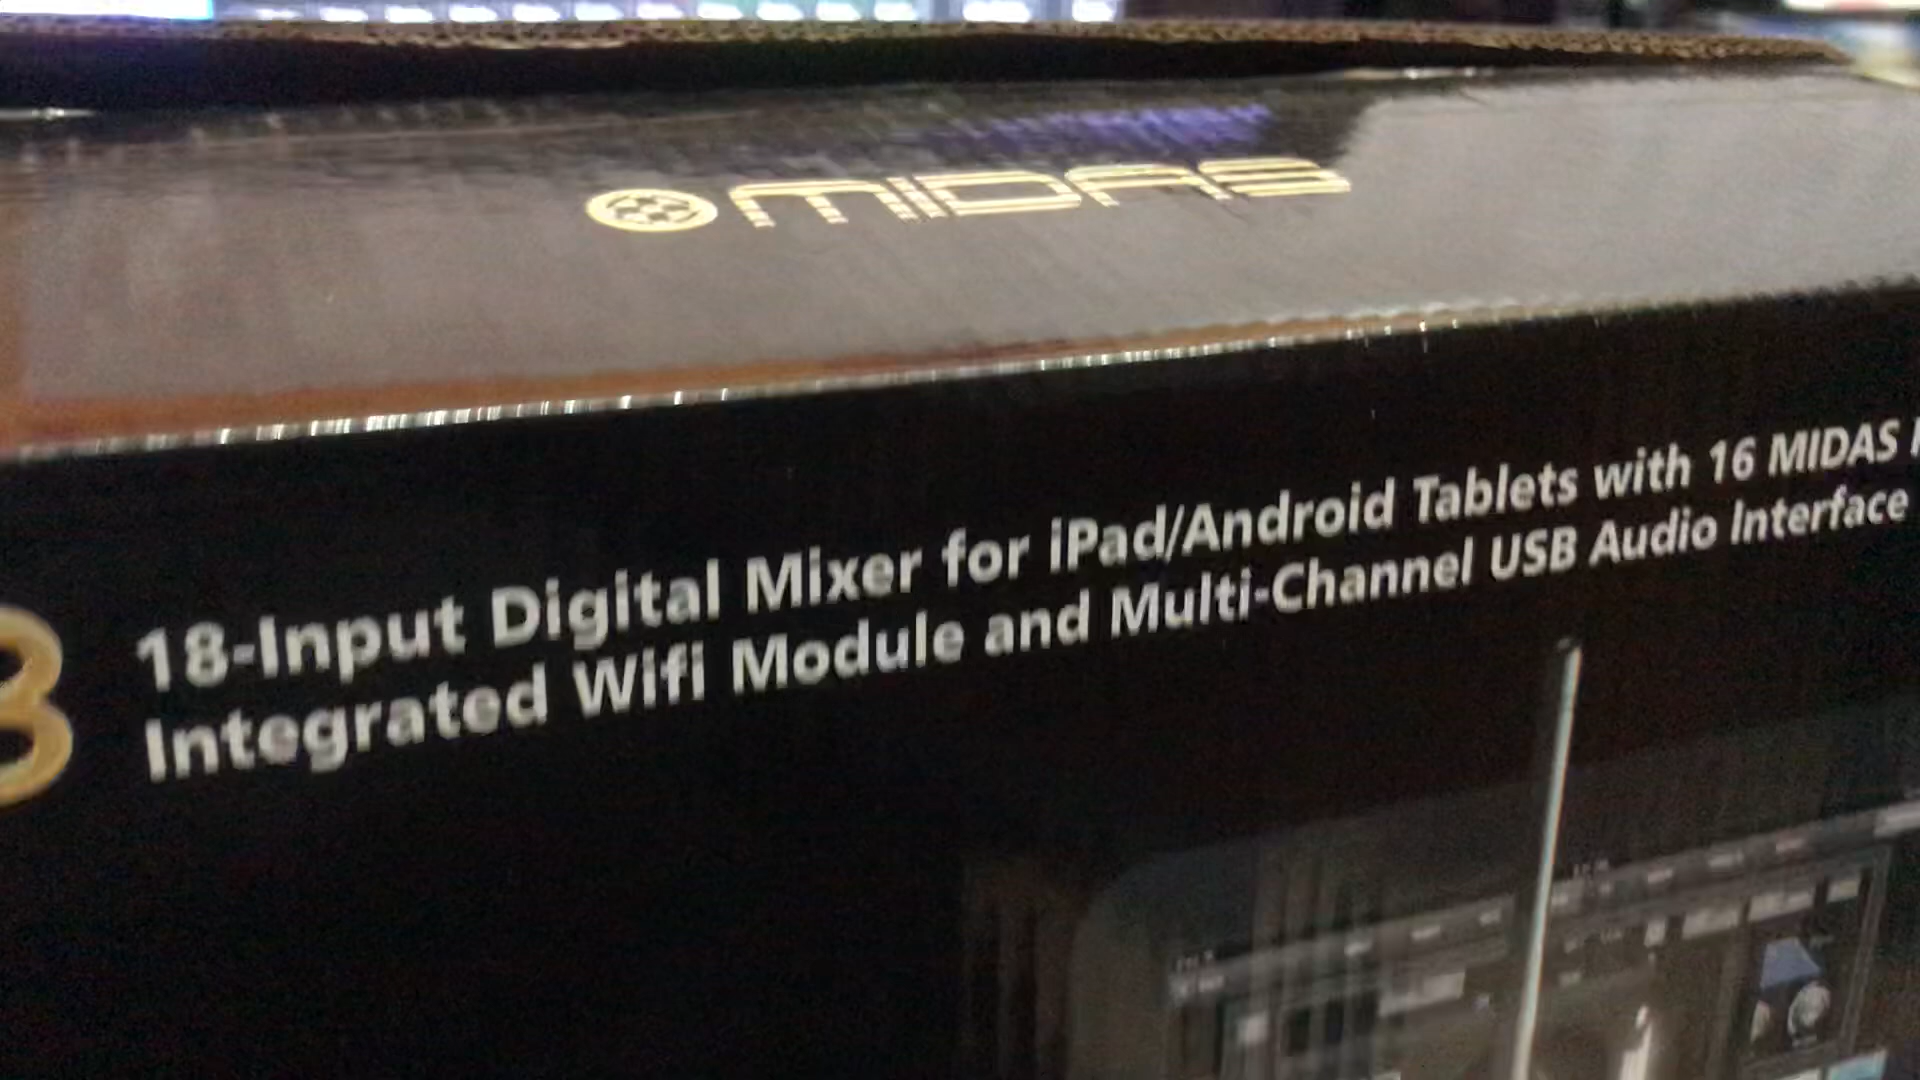 MIDAS
8
18-Input Digital Mixer for iPad/Android Tablets with 16 MIDAS
Integrated Wifi Module and Multi-Channel USB Audio Interface